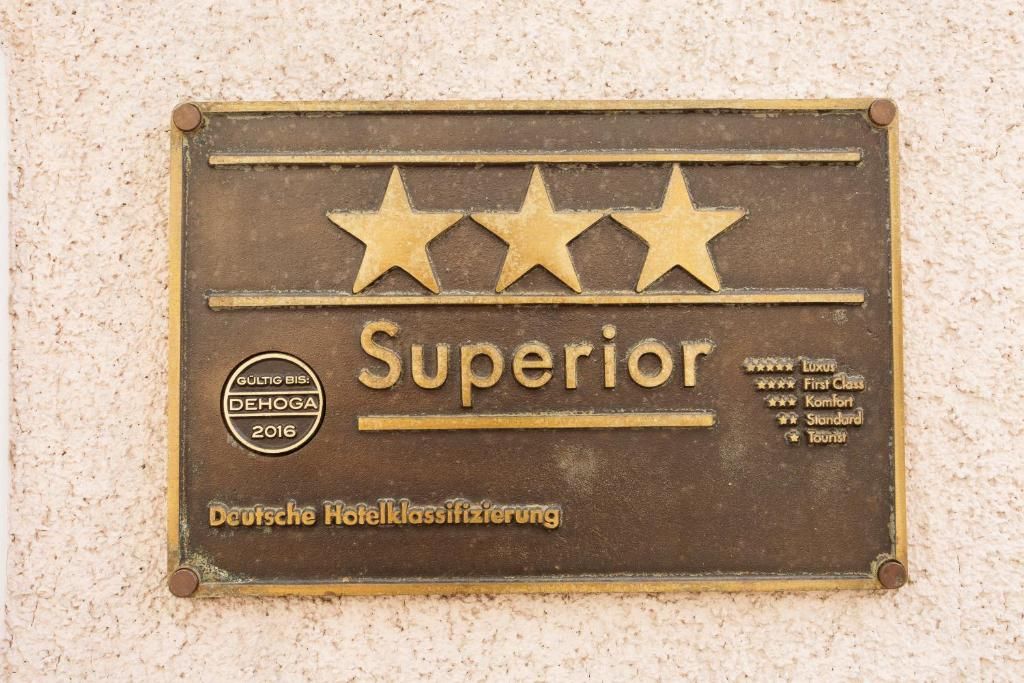 Superior
GÜLTIG BIS:
DEHOGA
2016
Luxus
First Class
Komfort
Standard
Tourist
Deutsche Hotelklassifizierung